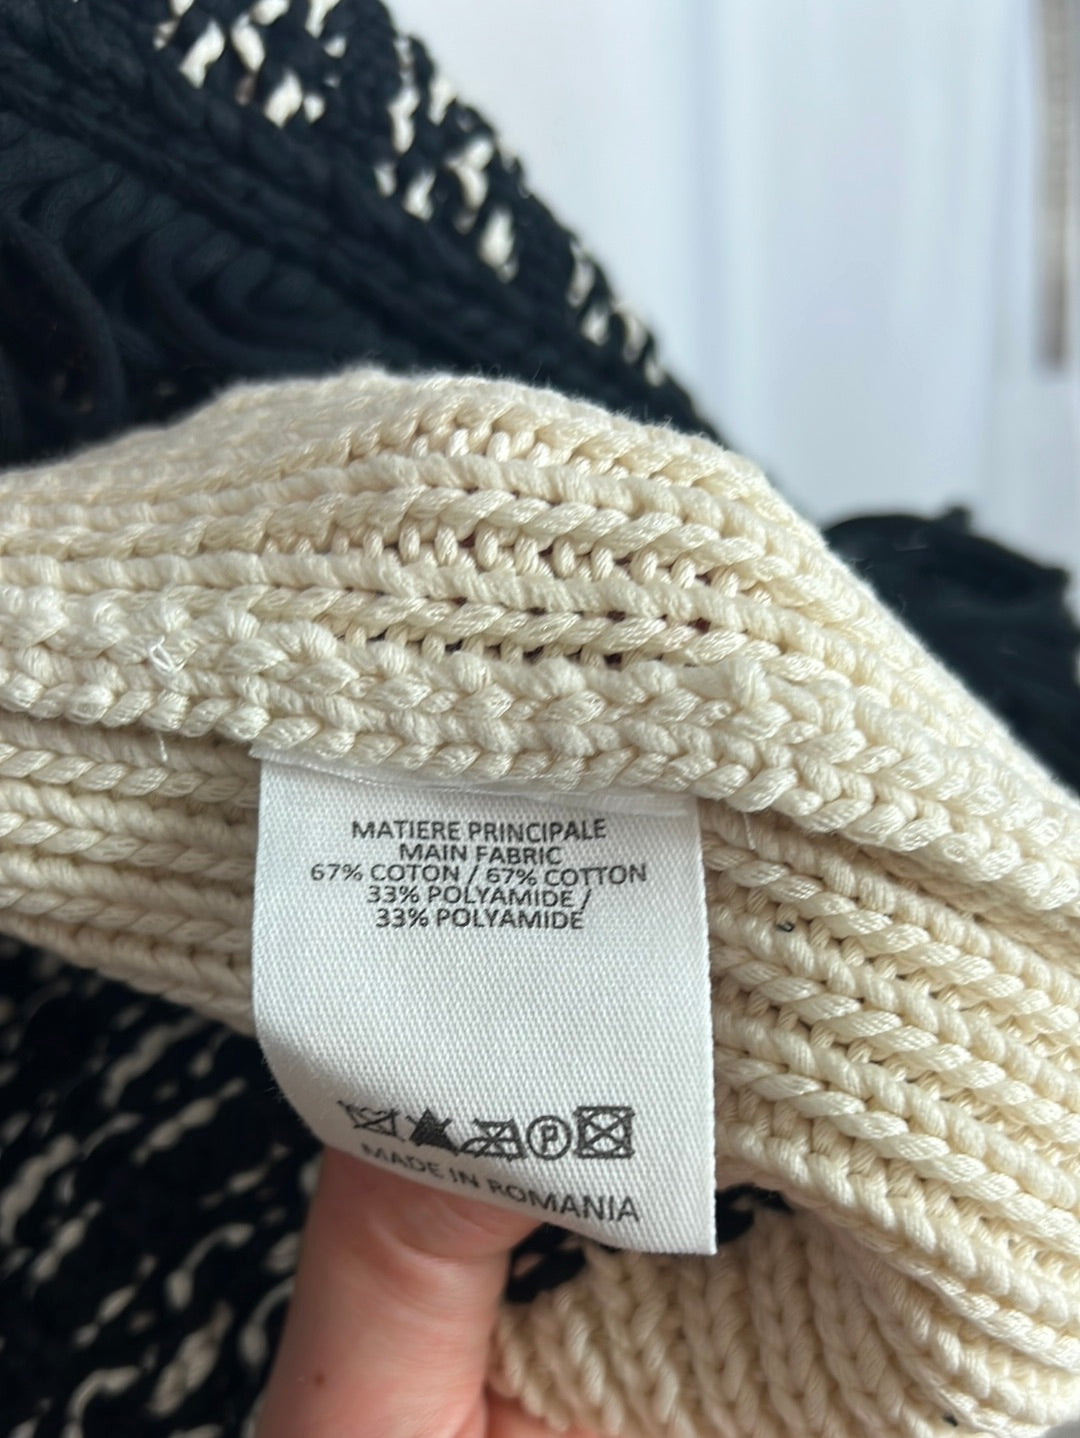 MATIERE PRINCIPALE
MAIN FABRIC
67% COTON / 67% COTTON
33% POLYAMIDE /
33% POLYAMIDE
P
MADE IN ROMANIA